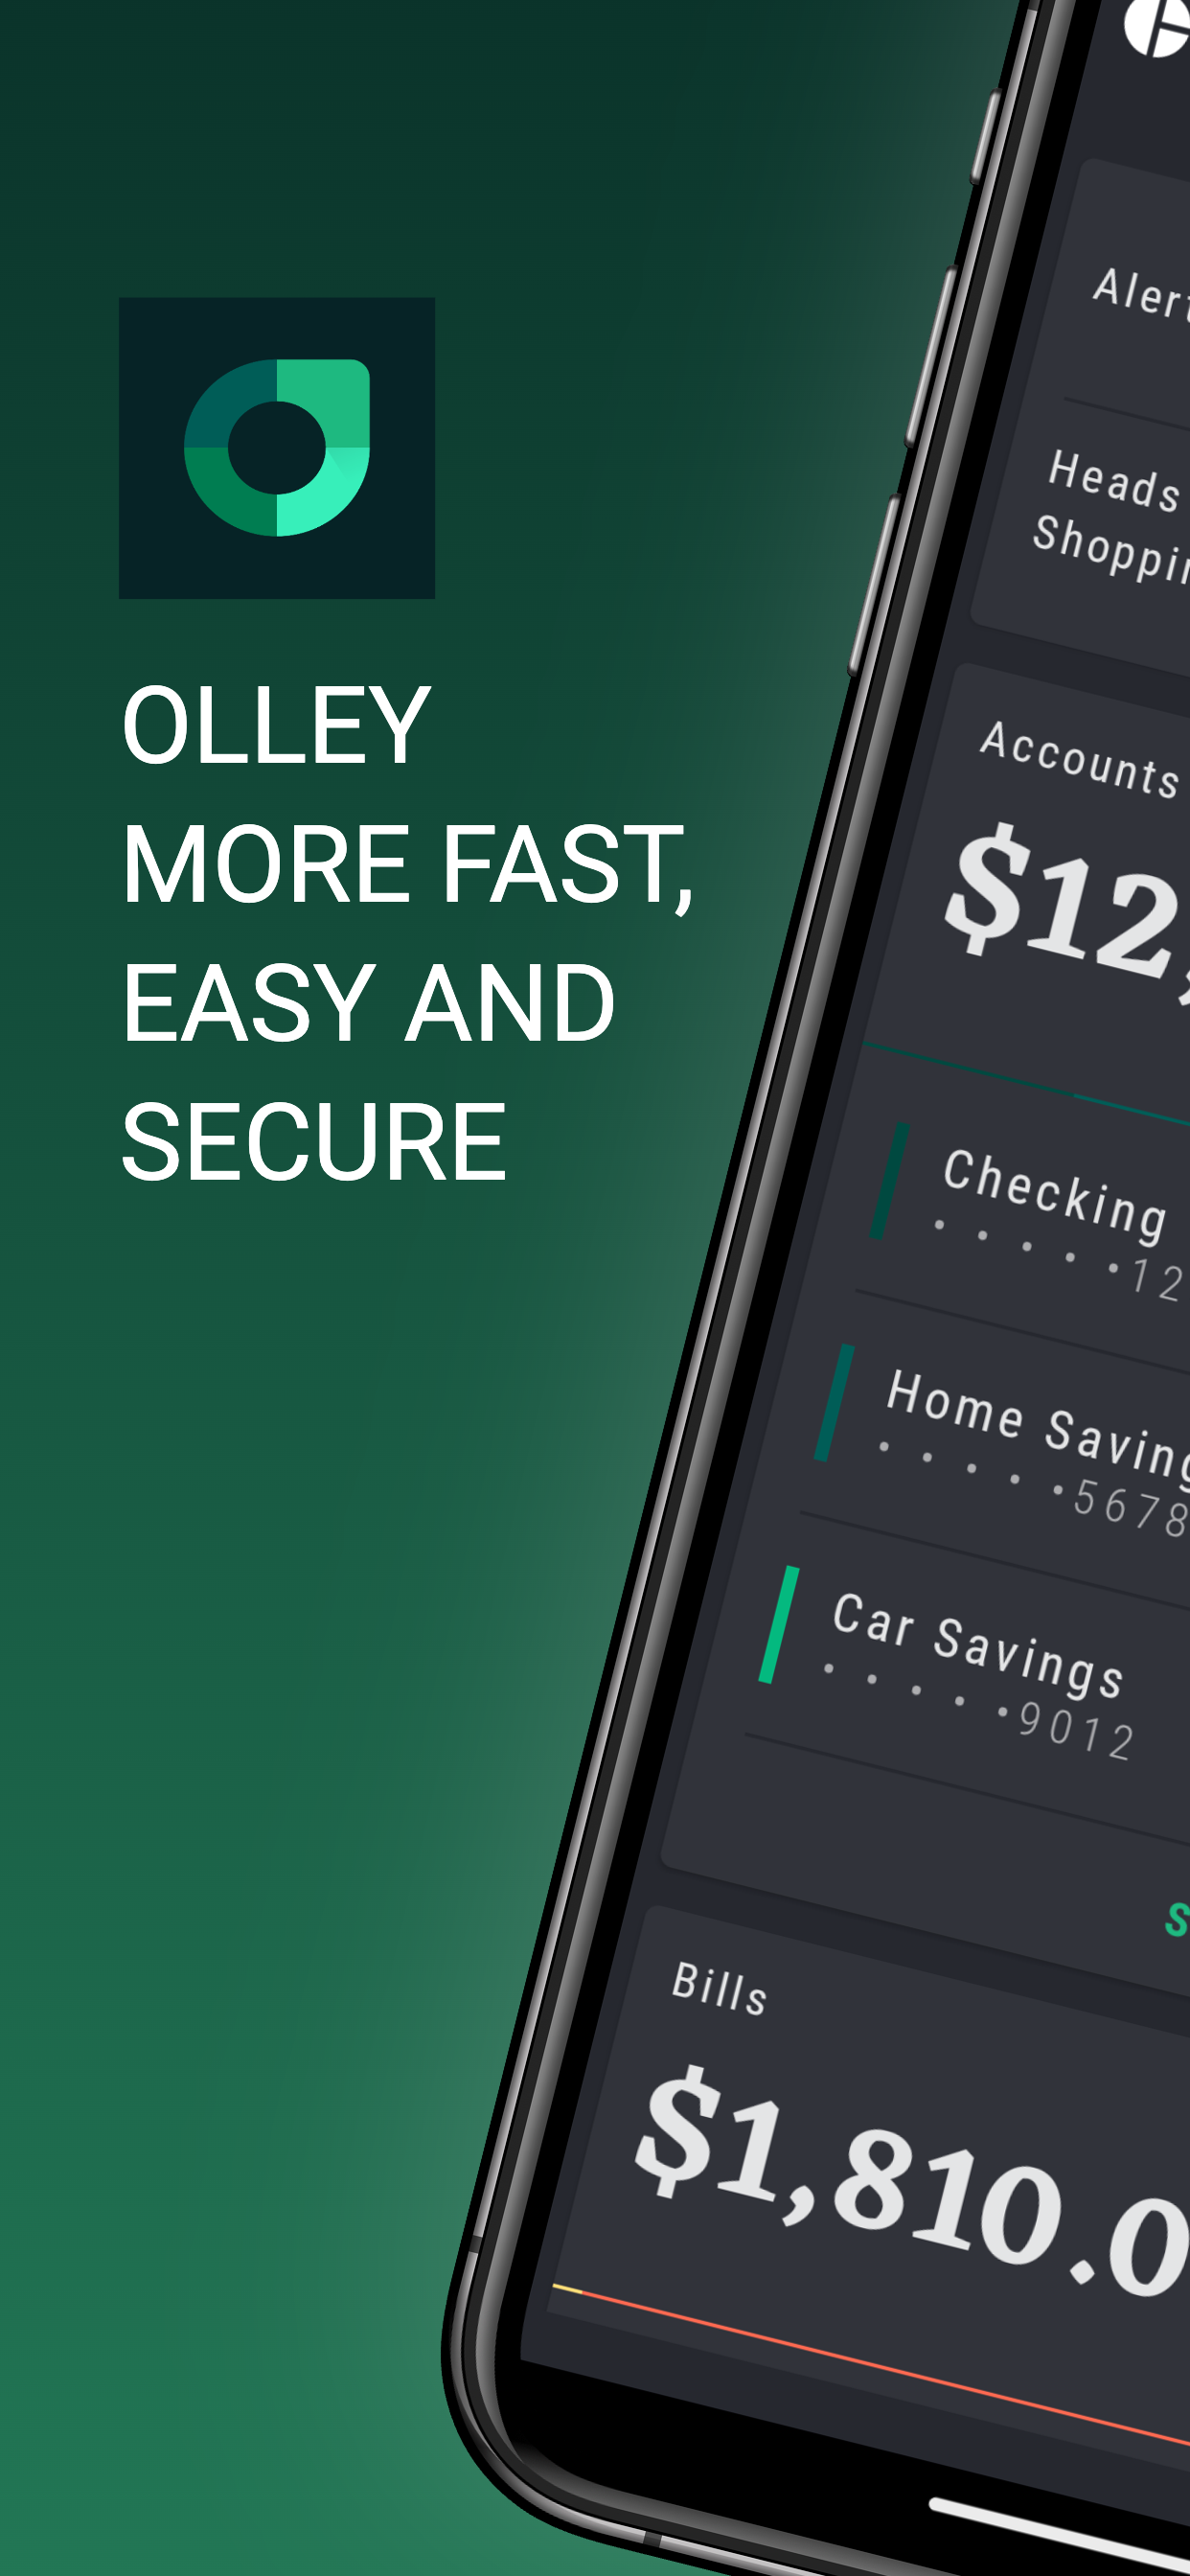 OLLEY
MORE FAST,
EASY AND
SECURE
Heads
Accounts
$12,
Checking
• • • • •12
Home
• • • • •5678
Car Savings
• • • • •9012
Bills
$1,810.0